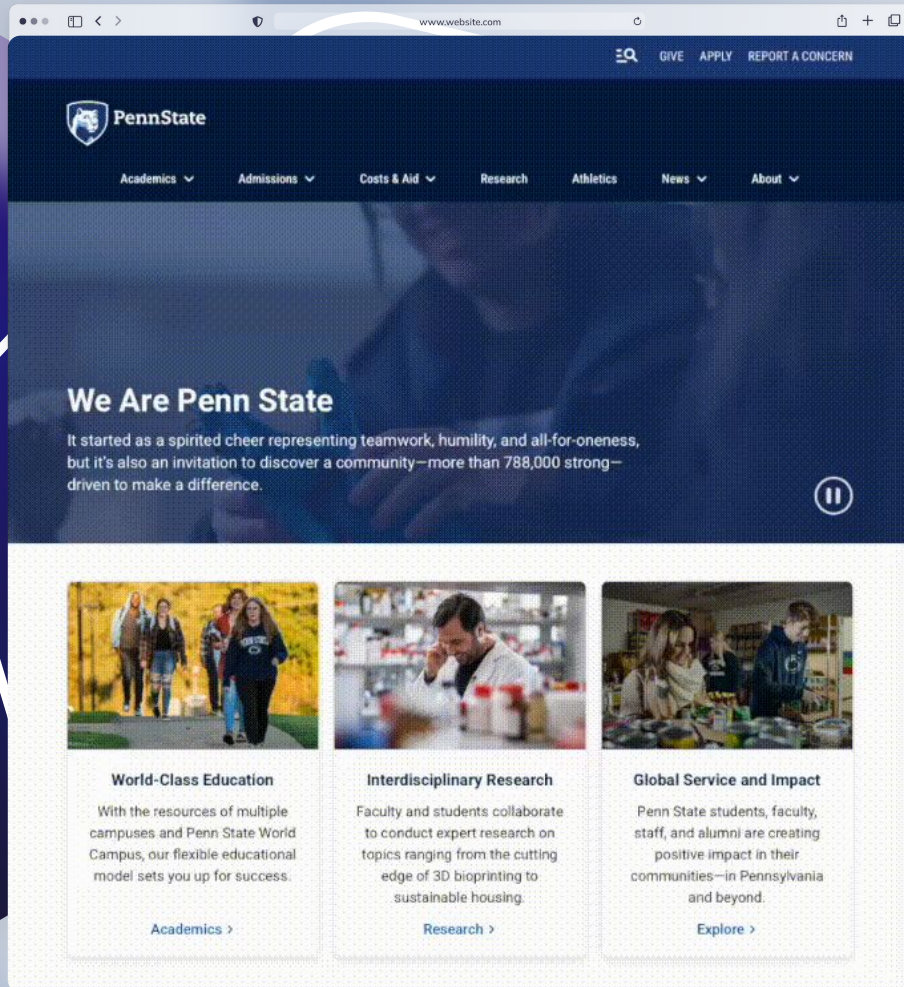 www.website.com
GIVE APPLY REPORT A CONCERN
PennState
Academics Admissions Costs & Aid Research Athletics News About
We Are Penn State
It started as a spirited cheer representing teamwork, humility, and all-for-oneness,
but it's also an invitation to discover a community—more than 788,000 strong—
driven to make a difference.
World-Class Education
With the resources of multiple
campuses and Penn State World
Campus, our flexible educational
model sets you up for success.
Academics >
Interdisciplinary Research
Faculty and students collaborate
to conduct expert research on
topics ranging from the cutting
edge of 3D bioprinting to
sustainable housing.
Research >
Global Service and Impact
Penn State students, faculty,
staff, and alumni are creating
positive impact in their
communities—in Pennsylvania
and beyond.
Explore >